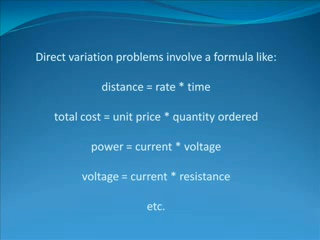 Direct variation problems involve a formula like:
distance = rate * time
total cost = unit price * quantity ordered
power = current * voltage
voltage = current * resistance
etc.